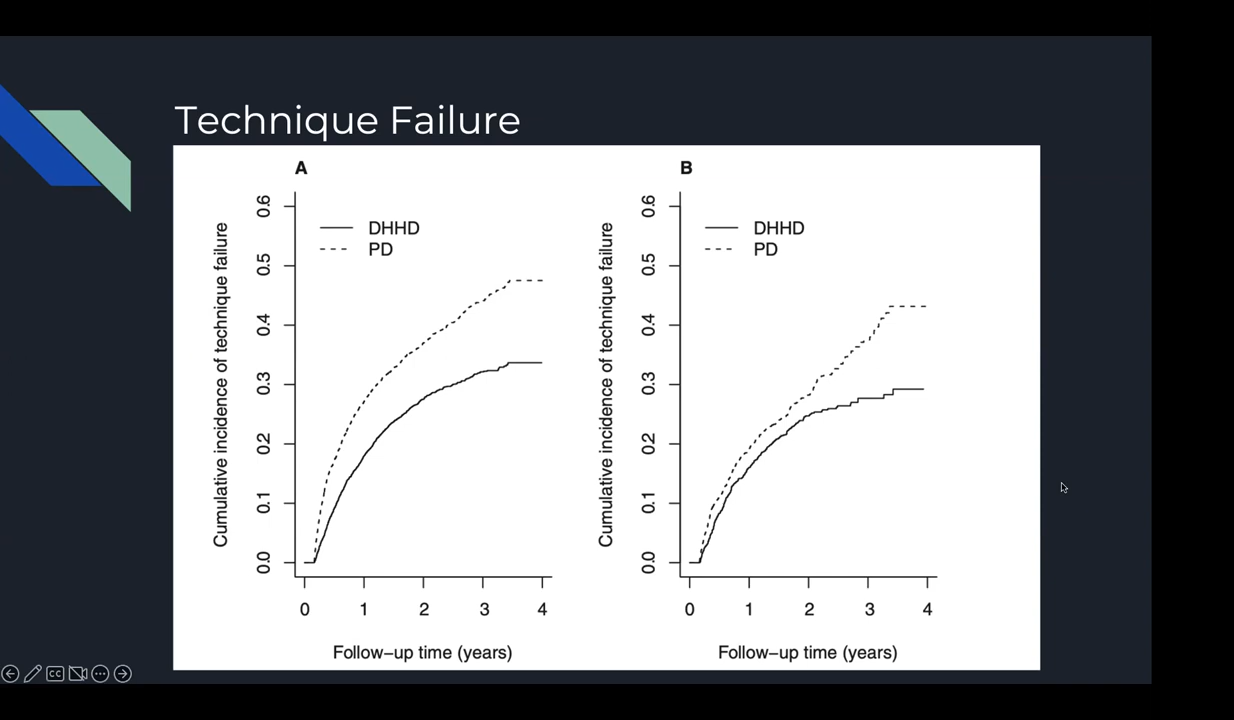 Technique Failure
A
Cumulative incidence of technique failure
0.6
0.5
0.4
0.3
0.2
0.1
0.0
DHHD
PD
0 1 2 3 4
Follow–up time (years)
B
Cumulative incidence of technique failure
0.6
0.5
0.4
0.3
0.2
0.1
0.0
DHHD
PD
0 1 2 3 4
Follow–up time (years)
CC